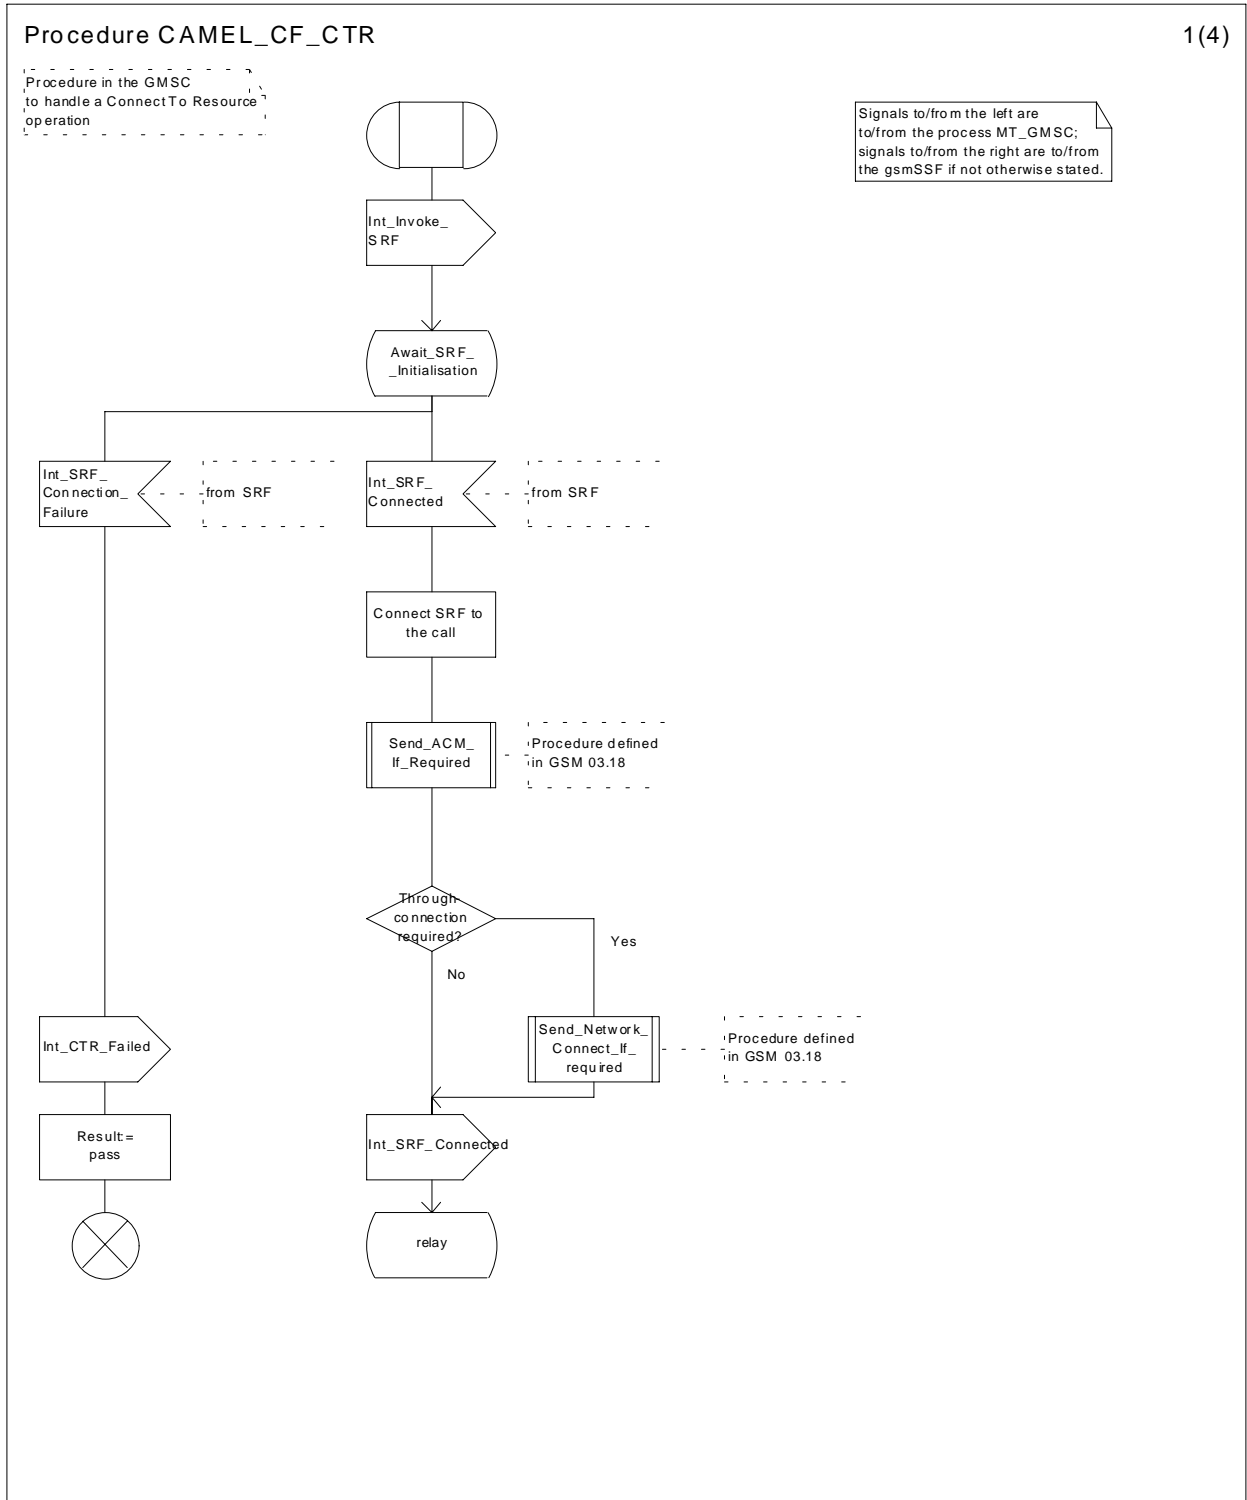 Procedure CAMEL_CF_CTR
1(4)
Procedure in the GMSC
to handle a Connect To Resource
operation
Signals to/from the left are
to/from the process MT_GMSC;
signals to/from the right are to/from
the gsmSSF if not otherwise stated.
Int_Invoke_
SRF
Await_SRF_
_Initialisation
Int_SRF_
Connection_
Failure
from SRF
Int_SRF_
Connected
from SRF
Connect SRF to
the call
Send_ACM_
If_Required
Procedure defined
in GSM 03.18
Through-
connection
required?
Yes
No
Int_CTR_Failed
Send_Network_
Connect_If_
required
Procedure defined
in GSM 03.18
Result:=
pass
Int_SRF_Connected
relay